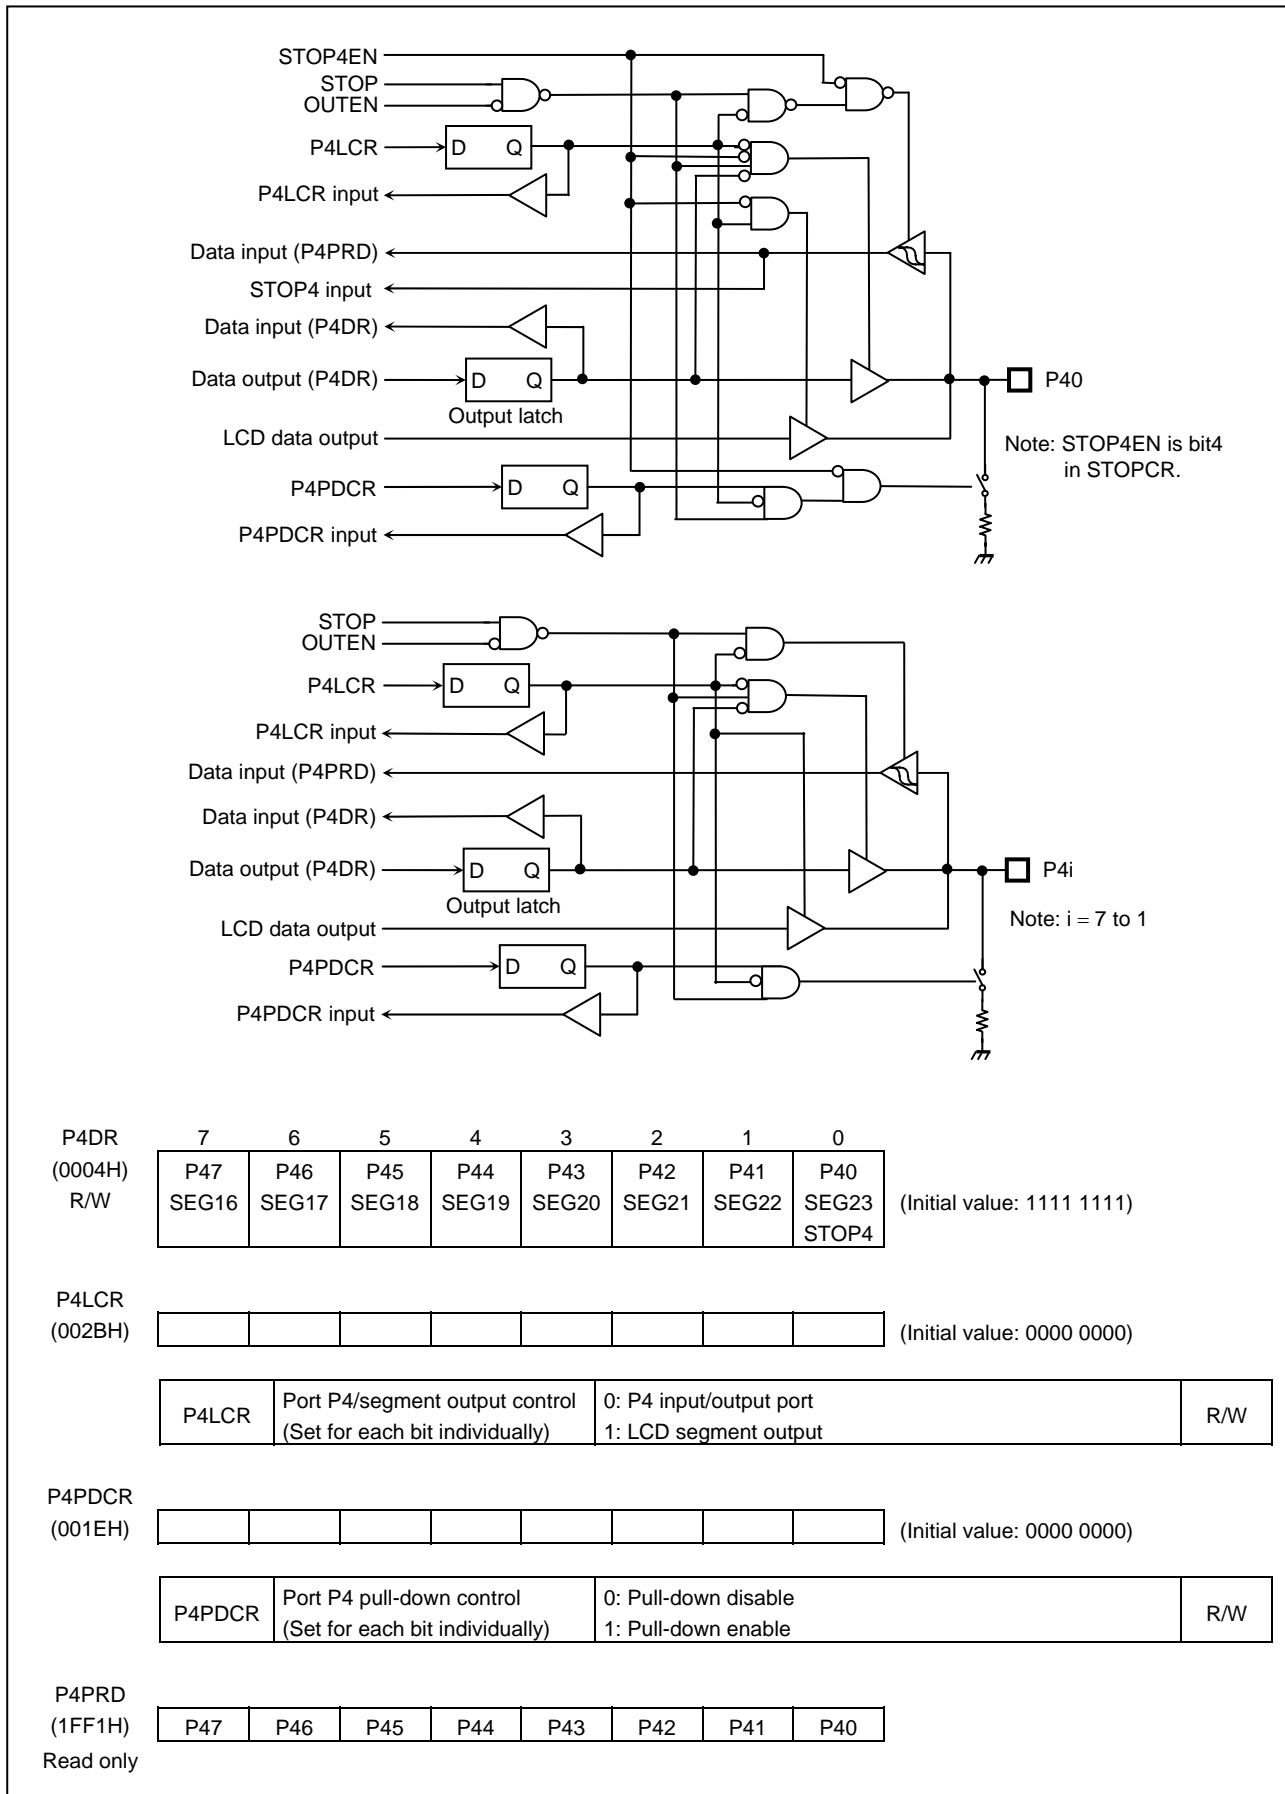 STOP4EN
STOP
OUTEN
P4LCR
D Q
P4LCR input
Data input (P4PRD)
STOP4 input
Data input (P4DR)
Data output (P4DR)
D Q
P40
Output latch
LCD data output
Note: STOP4EN is bit4
in STOPCR.
P4PDCR
D Q
P4PDCR input
STOP
OUTEN
P4LCR
D Q
P4LCR input
Data input (P4PRD)
Data input (P4DR)
Data output (P4DR)
D Q
P4i
Output latch
Note: i = 7 to 1
LCD data output
P4PDCR
D Q
P4PDCR input
P4DR 7 6 5 4 3 2 1 0
(0004H) P47 P46 P45 P44 P43 P42 P41 P40
R/W SEG16 SEG17 SEG18 SEG19 SEG20 SEG21 SEG22 SEG23 (Initial value: 1111 1111)
STOP4
P4LCR
(002BH) (Initial value: 0000 0000)
P4LCR Port P4/segment output control 0: P4 input/output port R/W
(Set for each bit individually) 1: LCD segment output
P4PDCR
(001EH) (Initial value: 0000 0000)
P4PDCR Port P4 pull-down control 0: Pull-down disable R/W
(Set for each bit individually) 1: Pull-down enable
P4PRD
(1FF1H) P47 P46 P45 P44 P43 P42 P41 P40
Read only